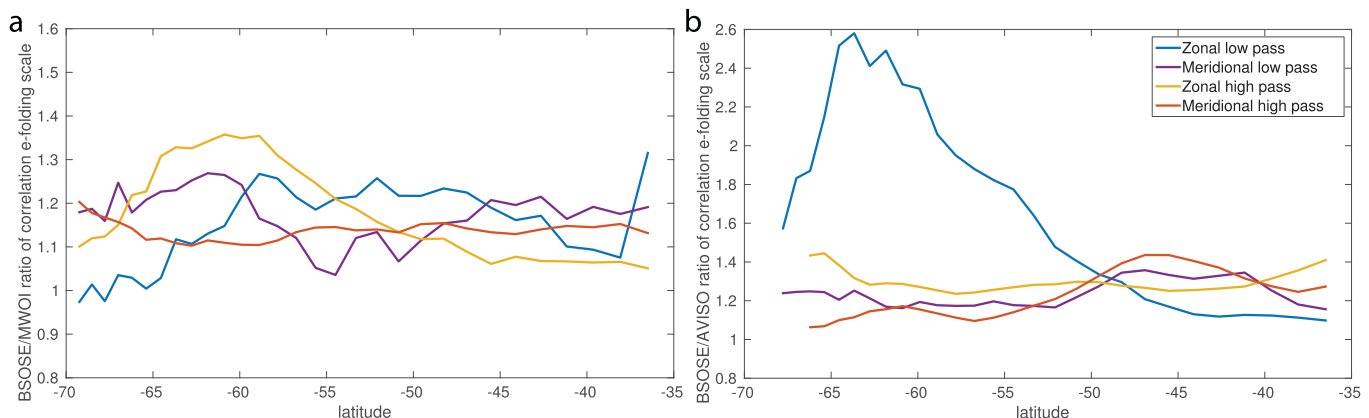 a
BSOSE/MWOI ratio of correlation e-folding scale
1.6
1.5
1.4
1.3
1.2
1.1
1
0.9
0.8
-70 -65 -60 -55 -50 -45 -40 -35
latitude
b
BSOSE/AVISO ratio of correlation e-folding scale
2.6
2.4
2.2
2
1.8
1.6
1.4
1.2
1
0.8
-70 -65 -60 -55 -50 -45 -40 -35
latitude
Zonal low pass
Meridional low pass
Zonal high pass
Meridional high pass